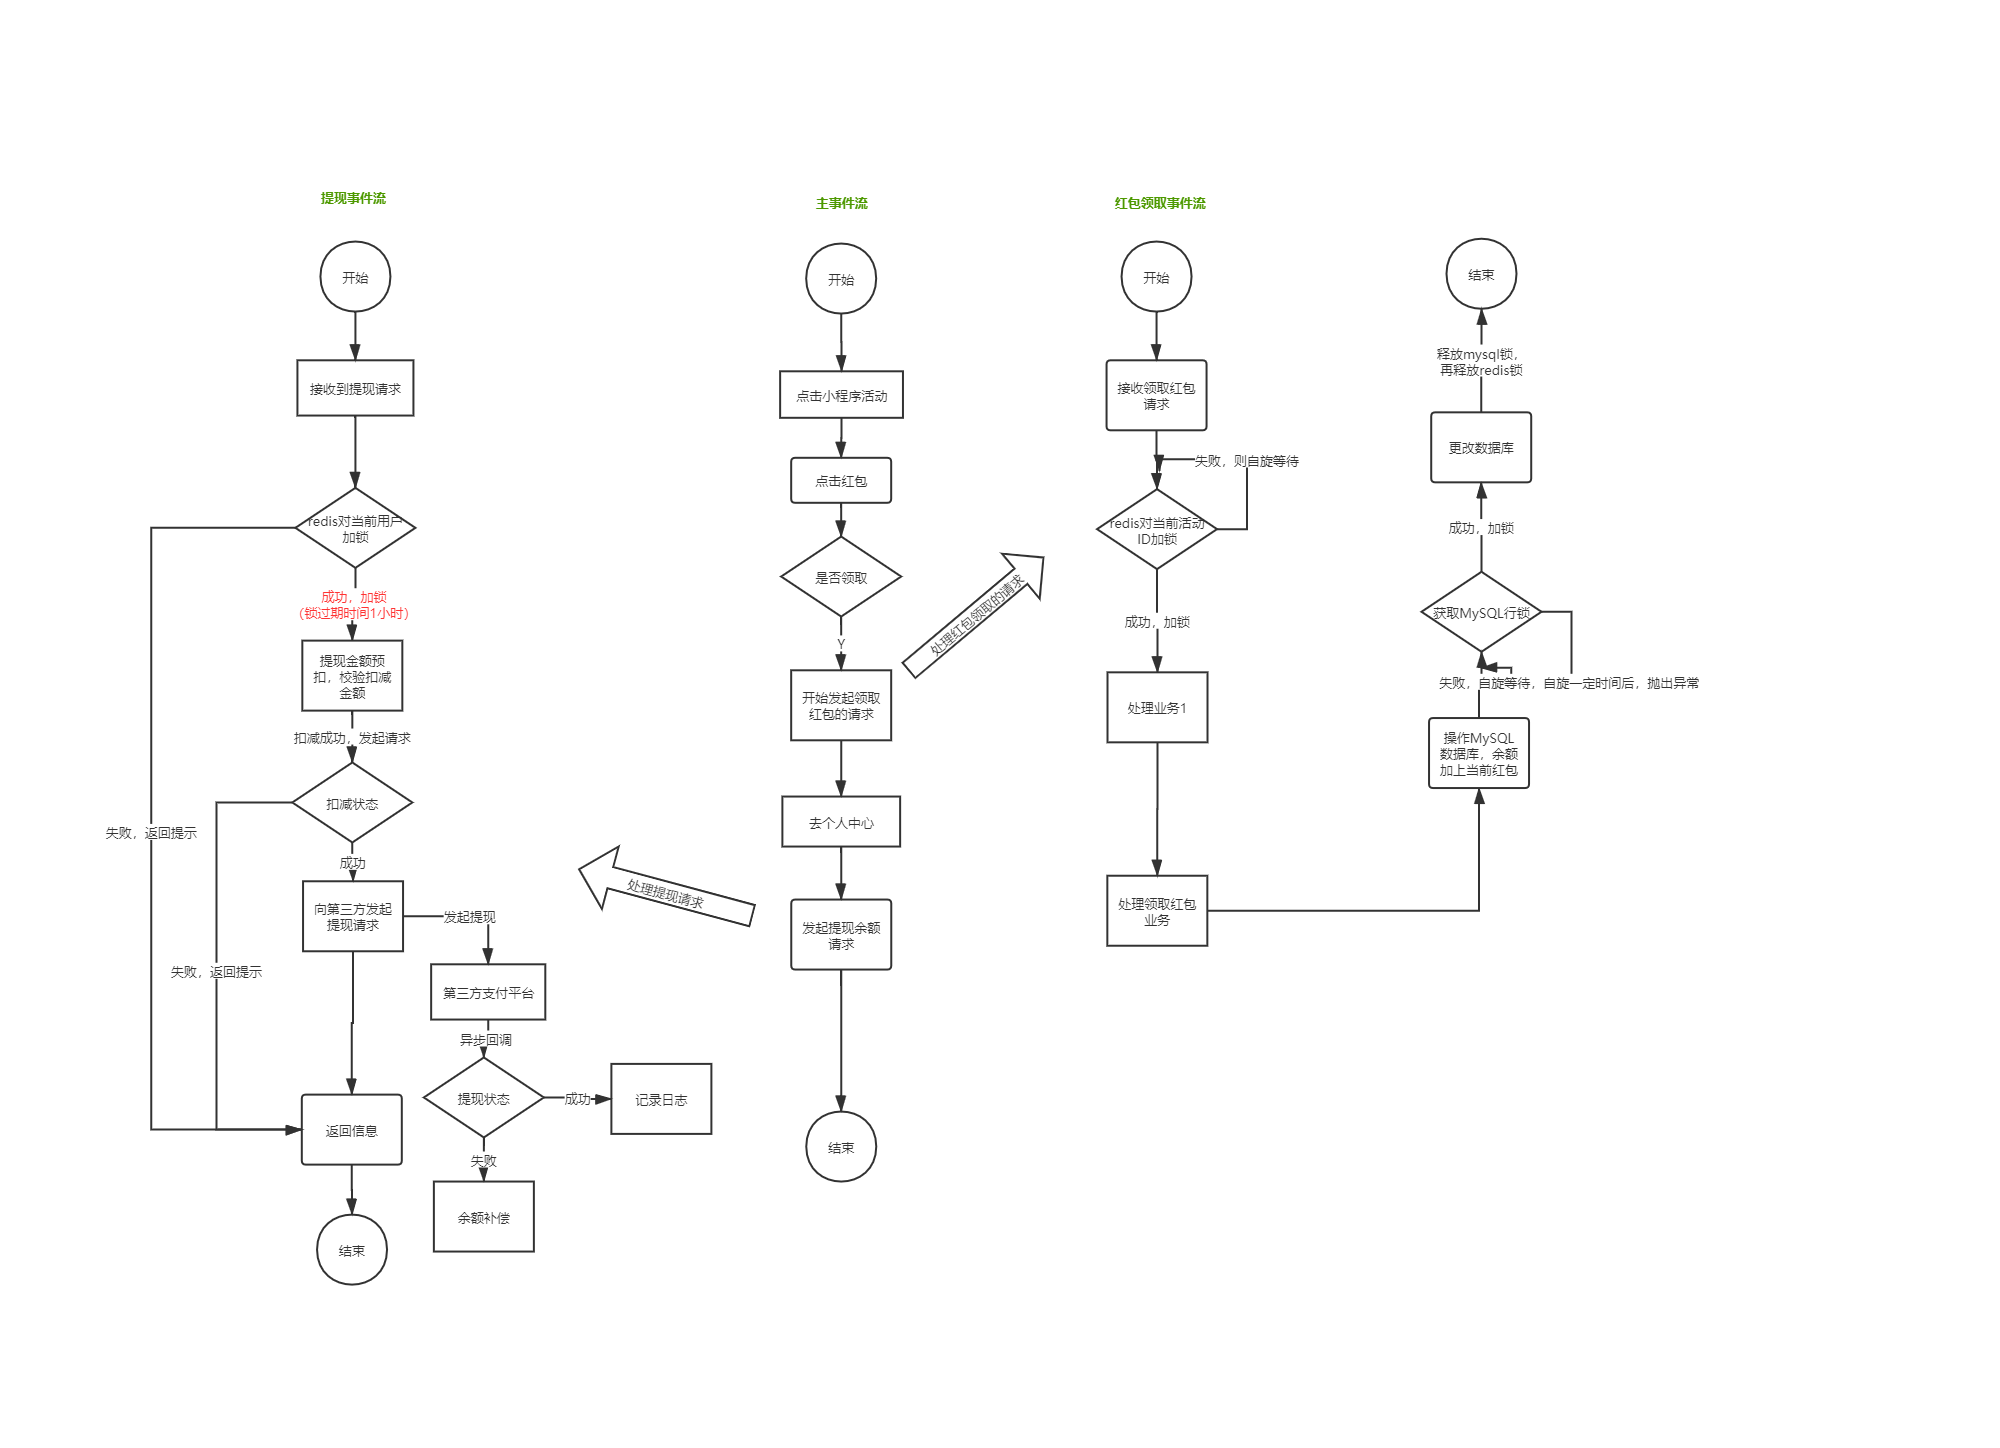 提现事件流
开始
接收到提现请求
redis对当前用户
加锁
成功，加锁
（锁过期时间1小时）
提现金额预
扣，校验扣减
金额
扣减成功，发起请求
扣减状态
失败，返回提示
成功
向第三方发起
提现请求
发起提现
失败，返回提示
第三方支付平台
异步回调
提现状态
成功
记录日志
失败
余额补偿
返回信息
结束
主事件流
开始
点击小程序活动
点击红包
是否领取
Y
开始发起领取
红包的请求
处理红包领取的请求
去个人中心
发起提现余额
请求
处理提现请求
结束
红包领取事件流
开始
接收领取红包
请求
失败，则自旋等待
redis对当前活动
ID加锁
成功，加锁
处理业务1
处理领取红包
业务
结束
释放mysql锁，
再释放redis锁
更改数据库
成功，加锁
获取MySQL行锁
失败，自旋等待，自旋一定时间后，抛出异常
操作MySQL
数据库，余额
加上当前红包